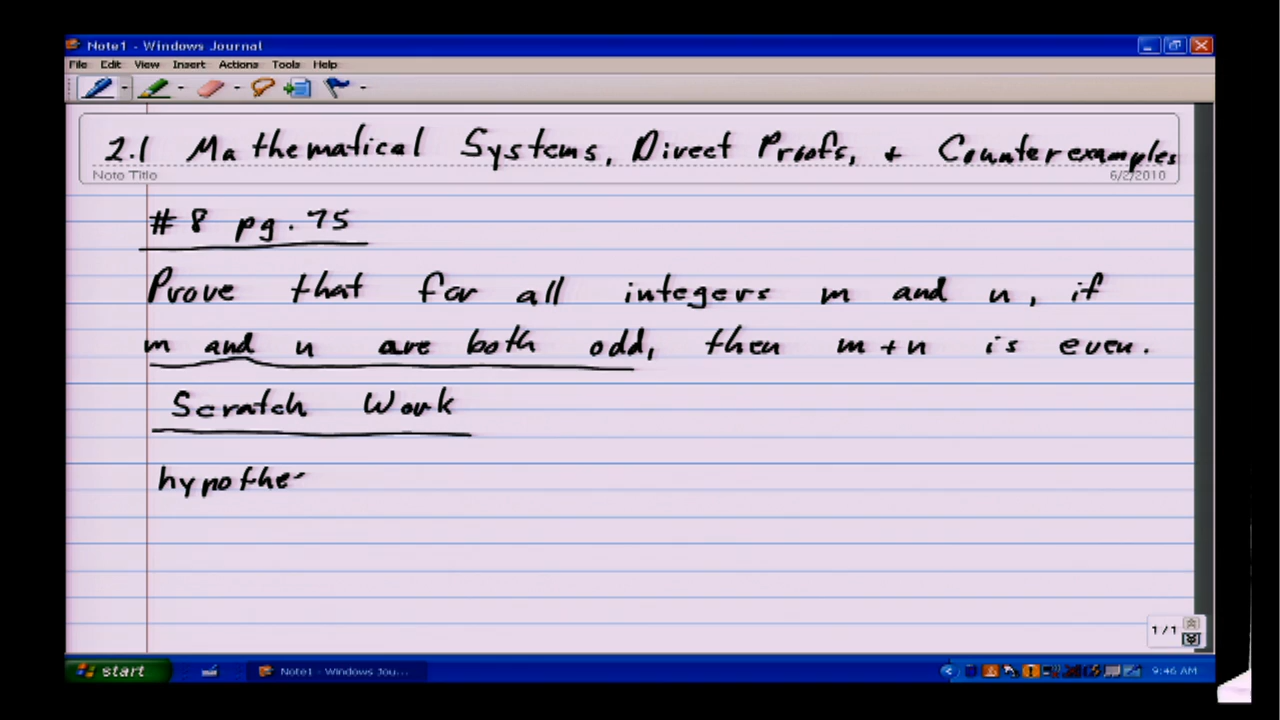 Note1 - Windows Journal
File Edit View Insert Actions Tools Help
2.1 Mathematical Systems, Direct Proofs, + Counterexamples
Note Title
6/2/2010
# 8 pg. 75
Prove that for all integers m and n, if
m and n are both odd, then m + n is even.
Scratch Work
hypothes
1/1
start
Note1 - Windows Jou...
9:46 AM